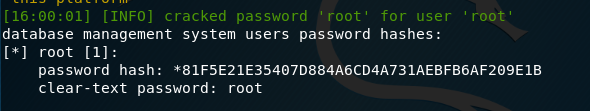 this platform
[16:00:01] [INFO] cracked password 'root' for user 'root'
database management system users password hashes:
[*] root [1]:
    password hash: *81F5E21E35407D884A6CD4A731AEBFB6AF209E1B
    clear-text password: root